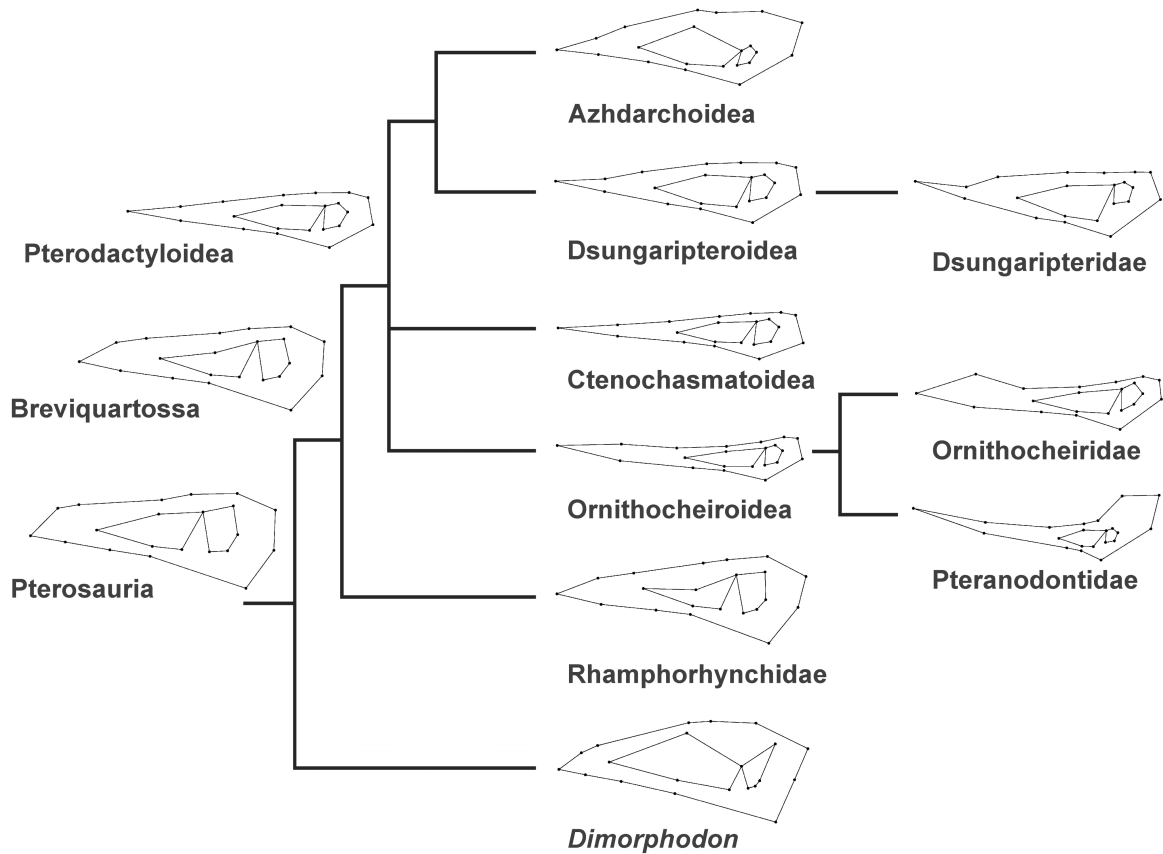 Azhdarchoidea
Pterodactyloidea
Dsungaripteroidea
Dsungaripteridae
Breviquartossa
Ctenochasmatoidea
Ornithocheiridae
Ornithocheiroidea
Pterosauria
Pteranodontidae
Rhamphorhynchidae
Dimorphodon